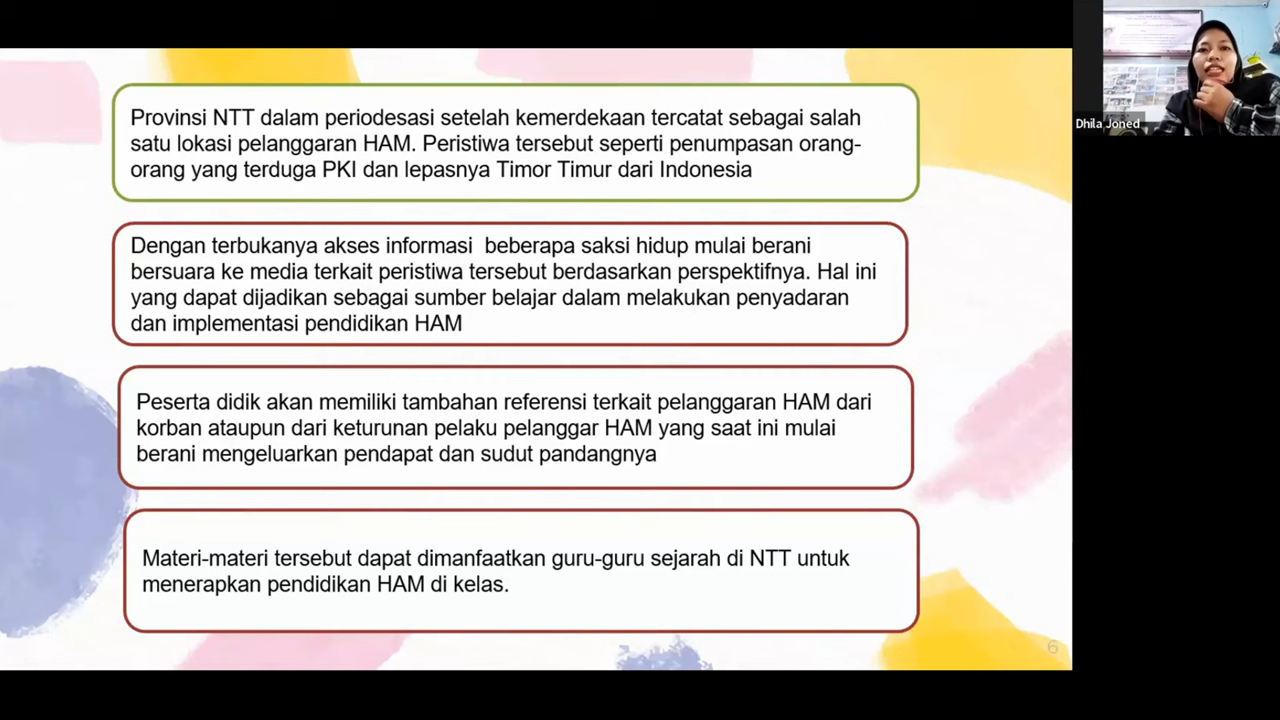 Provinsi NTT dalam periodesasi setelah kemerdekaan tercatat sebagai salah
satu lokasi pelanggaran HAM. Peristiwa tersebut seperti penumpasan orang-
orang yang terduga PKI dan lepasnya Timor Timur dari Indonesia
Dengan terbukanya akses informasi  beberapa saksi hidup mulai berani
bersuara ke media terkait peristiwa tersebut berdasarkan perspektifnya. Hal ini
yang dapat dijadikan sebagai sumber belajar dalam melakukan penyadaran
dan implementasi pendidikan HAM
Peserta didik akan memiliki tambahan referensi terkait pelanggaran HAM dari
korban ataupun dari keturunan pelaku pelanggar HAM yang saat ini mulai
berani mengeluarkan pendapat dan sudut pandangnya
Materi-materi tersebut dapat dimanfaatkan guru-guru sejarah di NTT untuk
menerapkan pendidikan HAM di kelas.
6
Dhila Joned